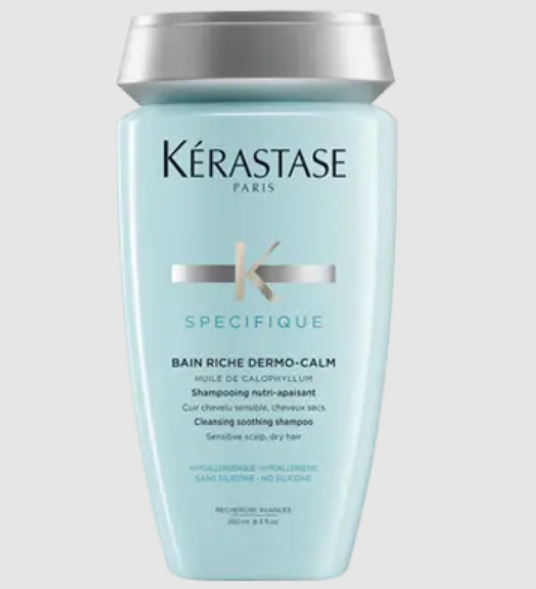 KÉRASTASE
PARIS
K
SPECIFIQUE
BAIN RICHE DERMO-CALM
HUILE DE CALOPHYLLUM
Shampooing nutri-apaisant
Cuir chevelu sensible, cheveux secs
Cleansing soothing shampoo
Sensitive scalp, dry hair
HYPOALLERGENIQUE - HYPOALLERGENIC
SANS SILICONE - NO SILICONE
RECHERCHE AVANCÉE
250 ml 8.5 fl.oz